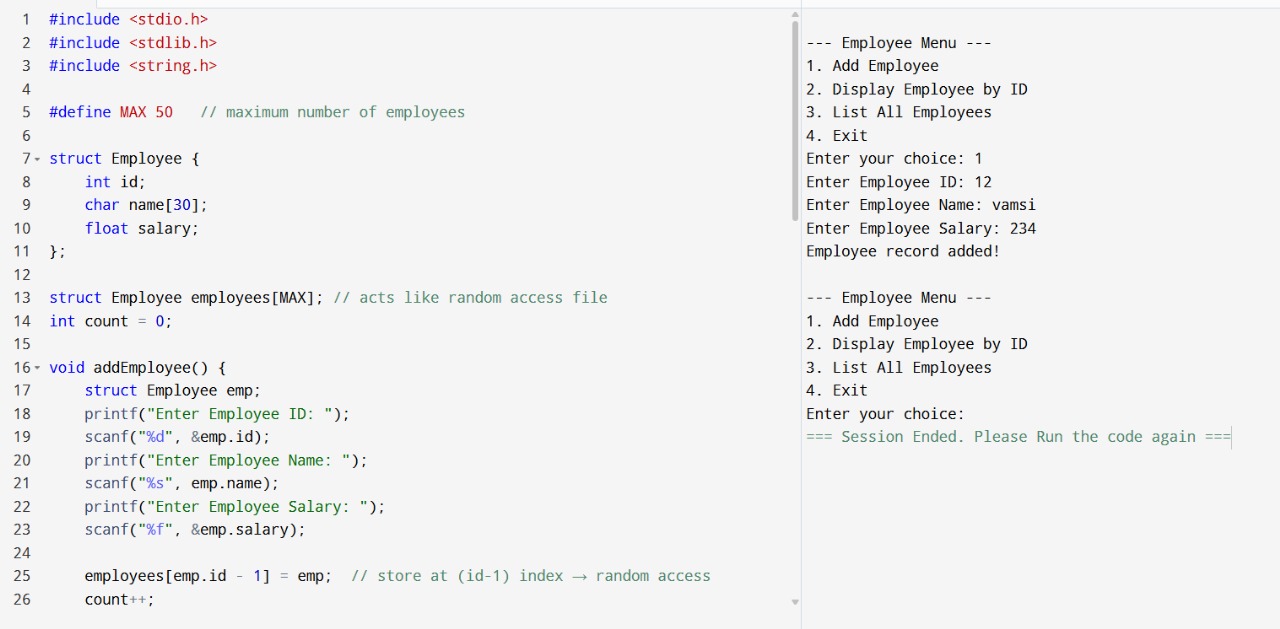 1 #include <stdio.h>
2 #include <stdlib.h>
3 #include <string.h>
4
5 #define MAX 50   // maximum number of employees
6
7 struct Employee {
8     int id;
9     char name[30];
10     float salary;
11 };
12
13 struct Employee employees[MAX]; // acts like random access file
14 int count = 0;
15
16 void addEmployee() {
17     struct Employee emp;
18     printf("Enter Employee ID: ");
19     scanf("%d", &emp.id);
20     printf("Enter Employee Name: ");
21     scanf("%s", emp.name);
22     printf("Enter Employee Salary: ");
23     scanf("%f", &emp.salary);
24
25     employees[emp.id - 1] = emp;  // store at (id-1) index → random access
26     count++;
--- Employee Menu ---
1. Add Employee
2. Display Employee by ID
3. List All Employees
4. Exit
Enter your choice: 1
Enter Employee ID: 12
Enter Employee Name: vamsi
Enter Employee Salary: 234
Employee record added!
--- Employee Menu ---
1. Add Employee
2. Display Employee by ID
3. List All Employees
4. Exit
Enter your choice:
=== Session Ended. Please Run the code again ===